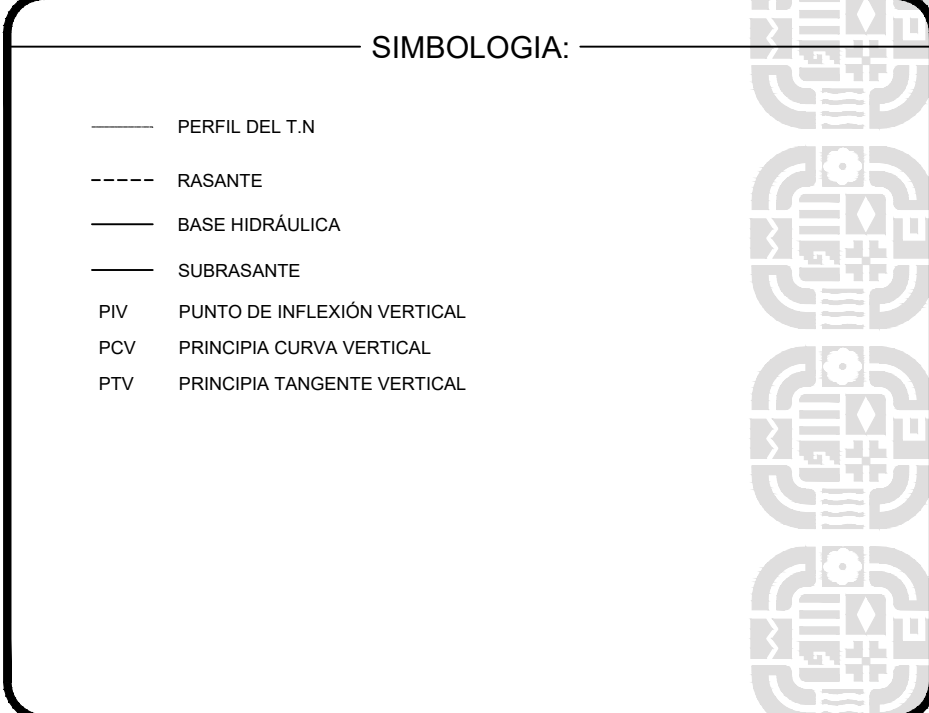 SIMBOLOGIA:
PERFIL DEL T.N
RASANTE
BASE HIDRÁULICA
SUBRASANTE
PIV PUNTO DE INFLEXIÓN VERTICAL
PCV PRINCIPIA CURVA VERTICAL
PTV PRINCIPIA TANGENTE VERTICAL